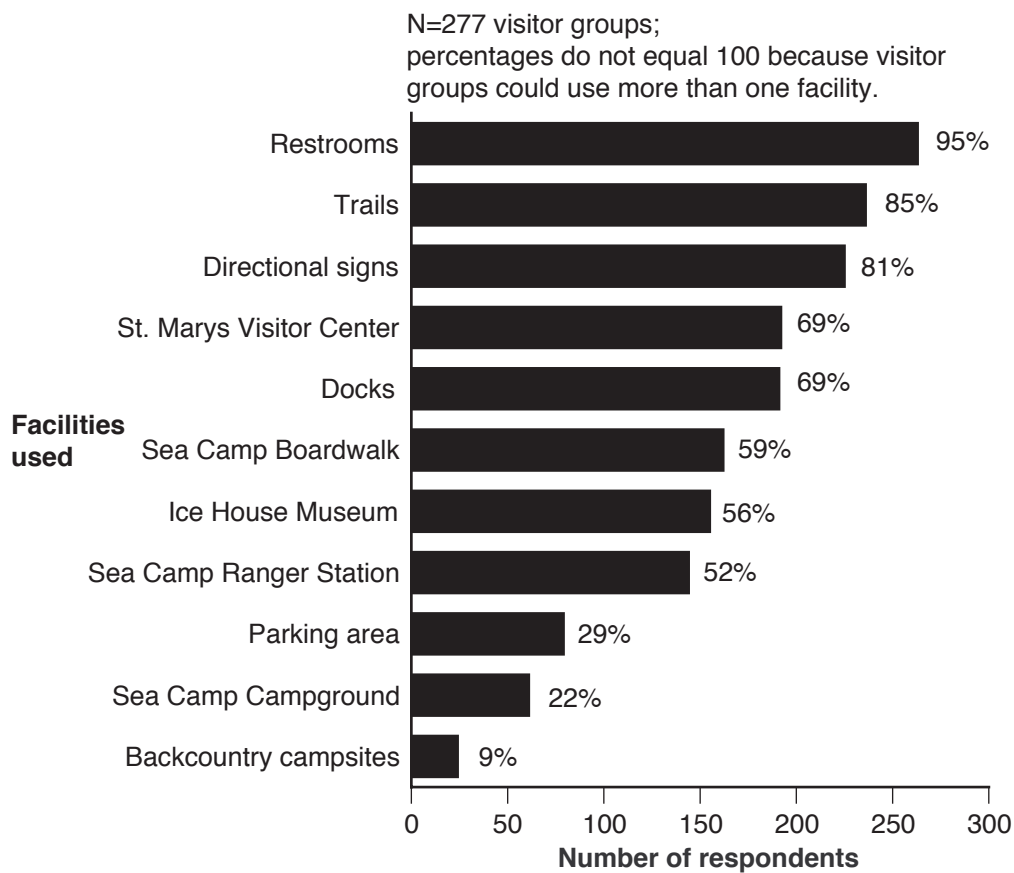 N=277 visitor groups;
percentages do not equal 100 because visitor
groups could use more than one facility.
Restrooms 95%
Trails 85%
Directional signs 81%
St. Marys Visitor Center 69%
Docks 69%
Facilities
used
Sea Camp Boardwalk 59%
Ice House Museum 56%
Sea Camp Ranger Station 52%
Parking area 29%
Sea Camp Campground 22%
Backcountry campsites 9%
0 50 100 150 200 250 300
Number of respondents